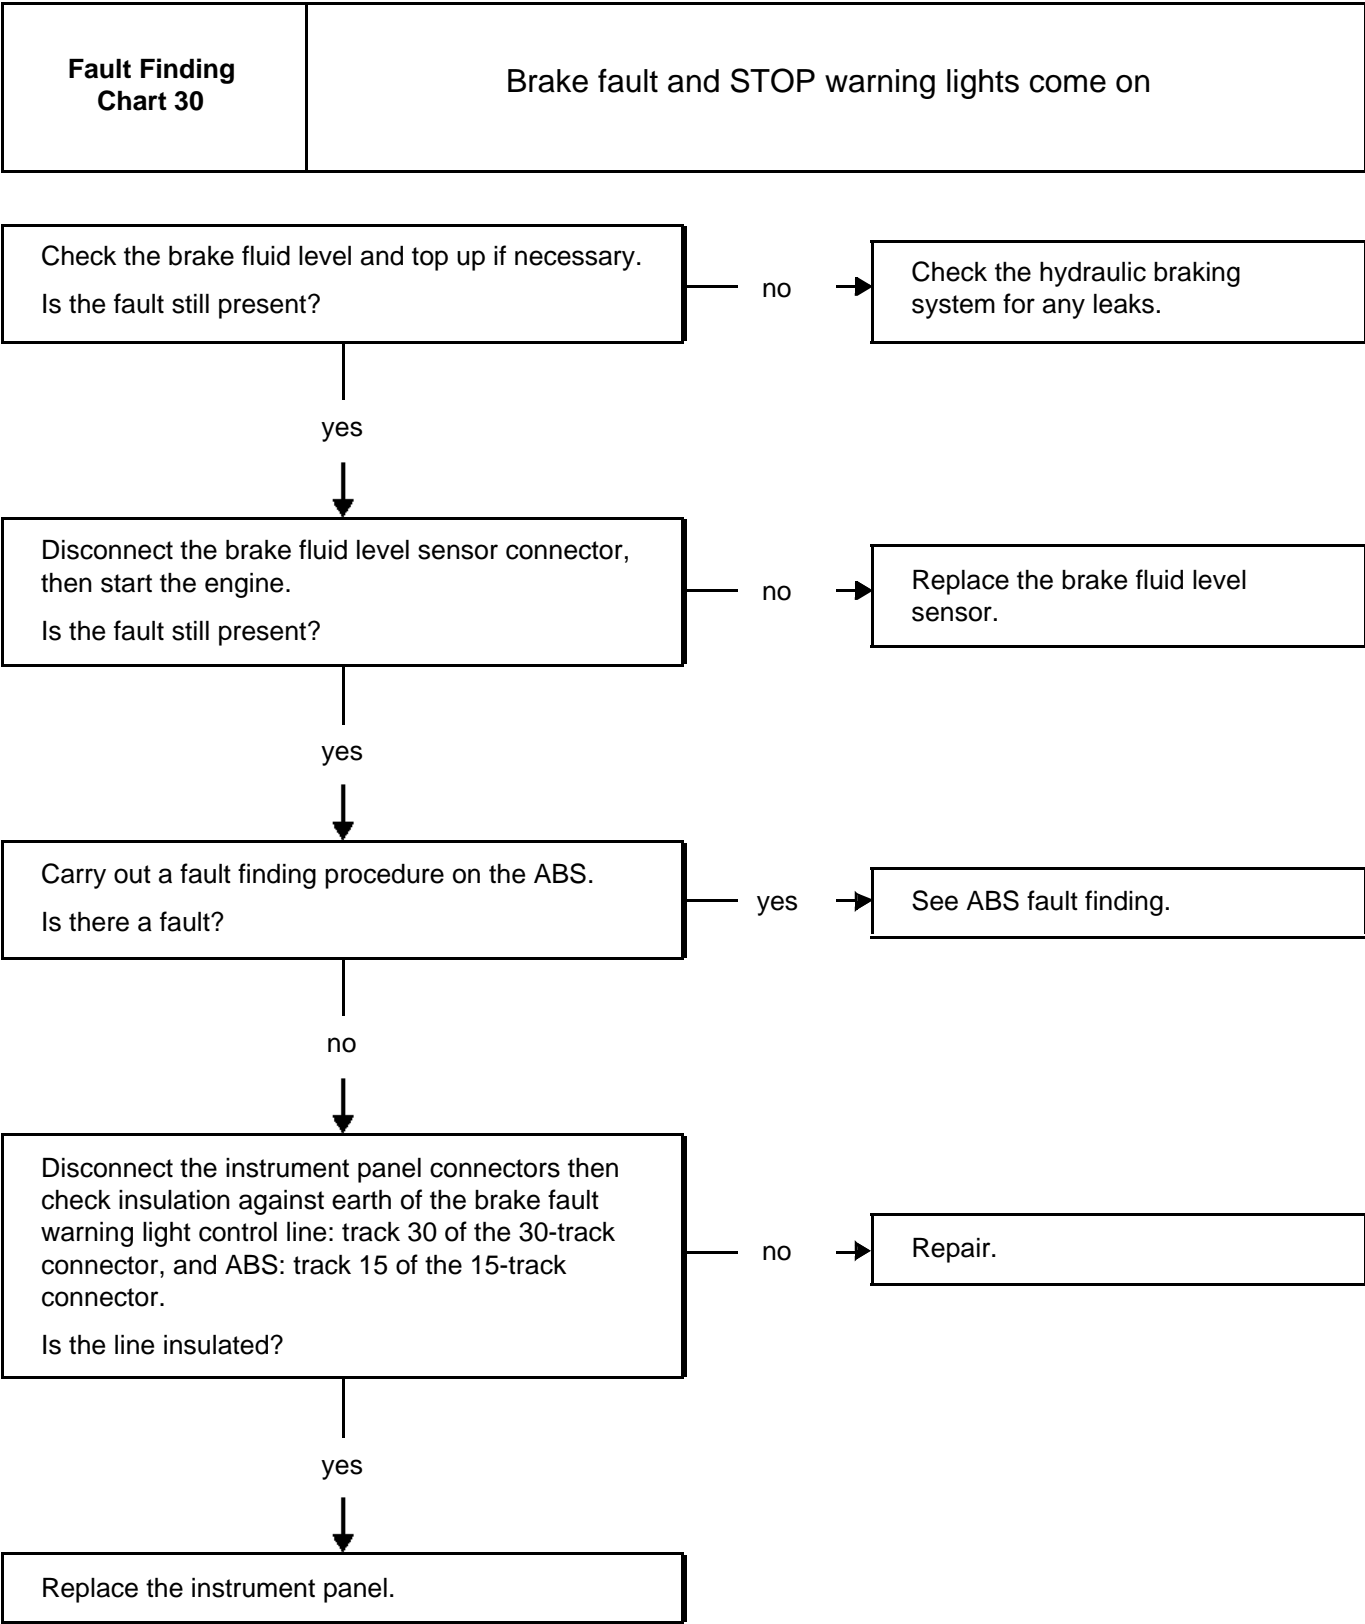 Fault Finding
Chart 30
Brake fault and STOP warning lights come on
Check the brake fluid level and top up if necessary.
Is the fault still present?
no
Check the hydraulic braking
system for any leaks.
yes
Disconnect the brake fluid level sensor connector,
then start the engine.
Is the fault still present?
no
Replace the brake fluid level
sensor.
yes
Carry out a fault finding procedure on the ABS.
Is there a fault?
yes
See ABS fault finding.
no
Disconnect the instrument panel connectors then
check insulation against earth of the brake fault
warning light control line: track 30 of the 30-track
connector, and ABS: track 15 of the 15-track
connector.
Is the line insulated?
no
Repair.
yes
Replace the instrument panel.